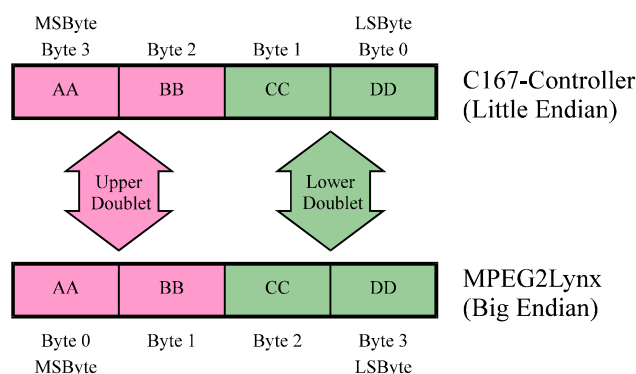 MSByte LSByte
Byte 3 Byte 2 Byte 1 Byte 0
AA BB CC DD
C167-Controller
(Little Endian)
Upper
Doublet
Lower
Doublet
AA BB CC DD
MPEG2Lynx
(Big Endian)
Byte 0 Byte 1 Byte 2 Byte 3
MSByte LSByte